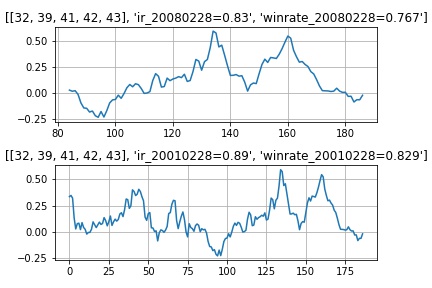 [[32, 39, 41, 42, 43], 'ir_20080228=0.83', 'winrate_20080228=0.767']
0.50
0.25
0.00
−0.25
80 100 120 140 160 180
[[32, 39, 41, 42, 43], 'ir_20010228=0.89', 'winrate_20010228=0.829']
0.50
0.25
0.00
−0.25
0 25 50 75 100 125 150 175